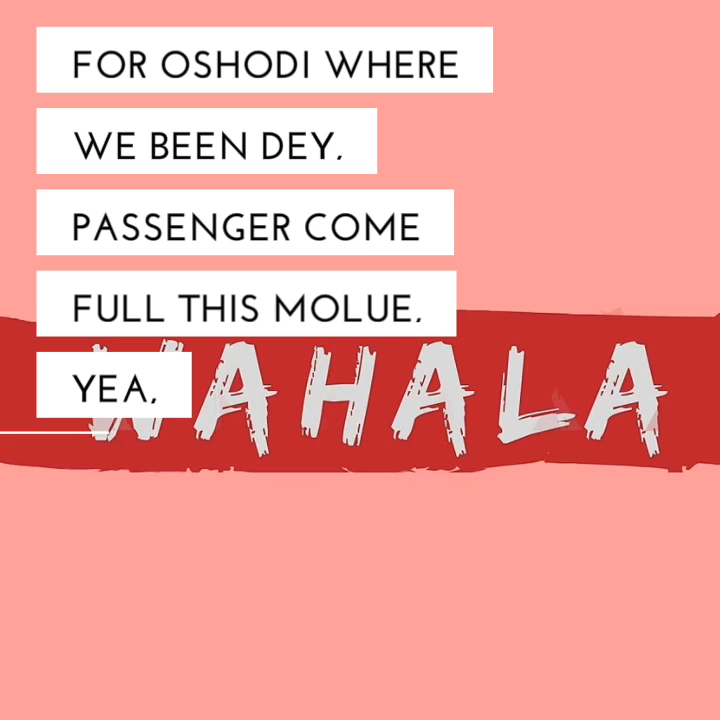 FOR OSHODI WHERE
WE BEEN DEY,
PASSENGER COME
FULL THIS MOLUE,
YEA,
WAHALA